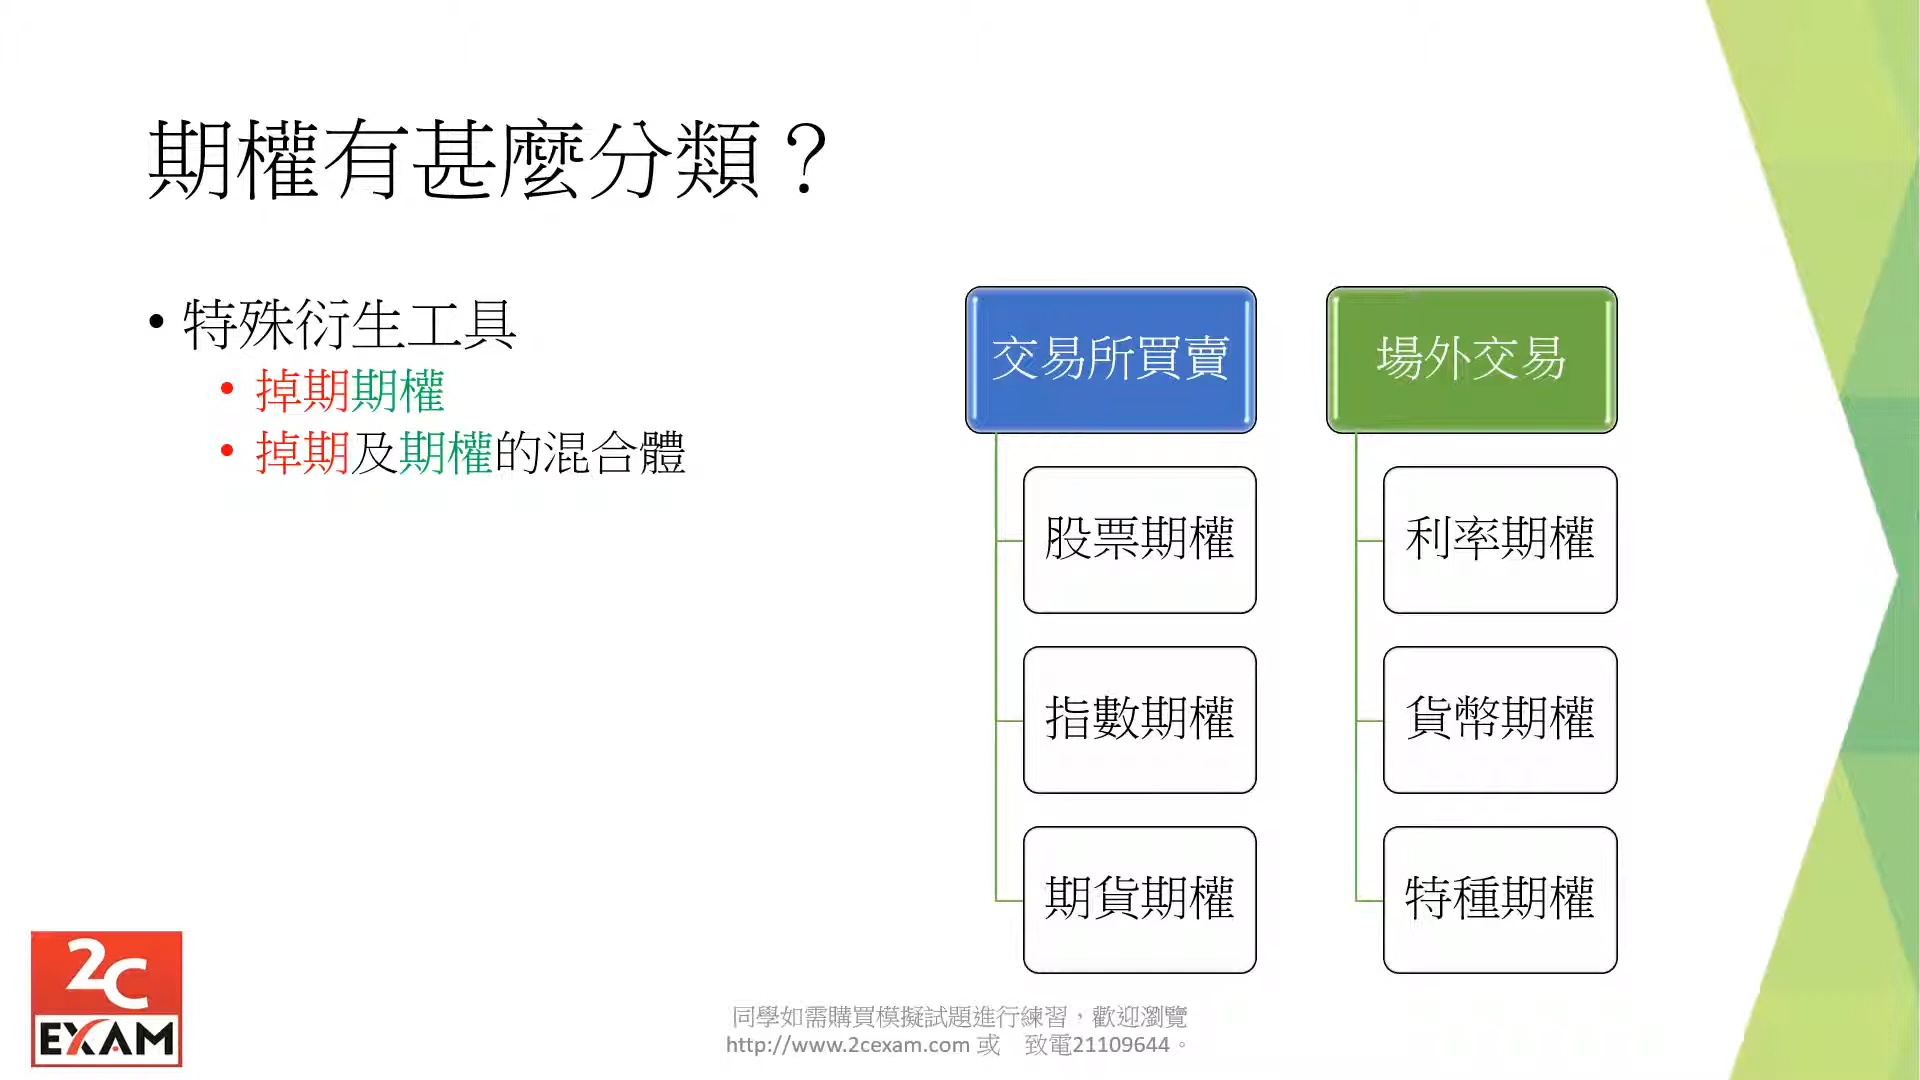 期權有甚麼分類？
• 特殊衍生工具
• 掉期期權
• 掉期及期權的混合體
交易所買賣
股票期權
指數期權
期貨期權
場外交易
利率期權
貨幣期權
特種期權
2C
EXAM
同學如需購買模擬試題進行練習，歡迎瀏覽
http://www.2cexam.com 或　致電21109644。